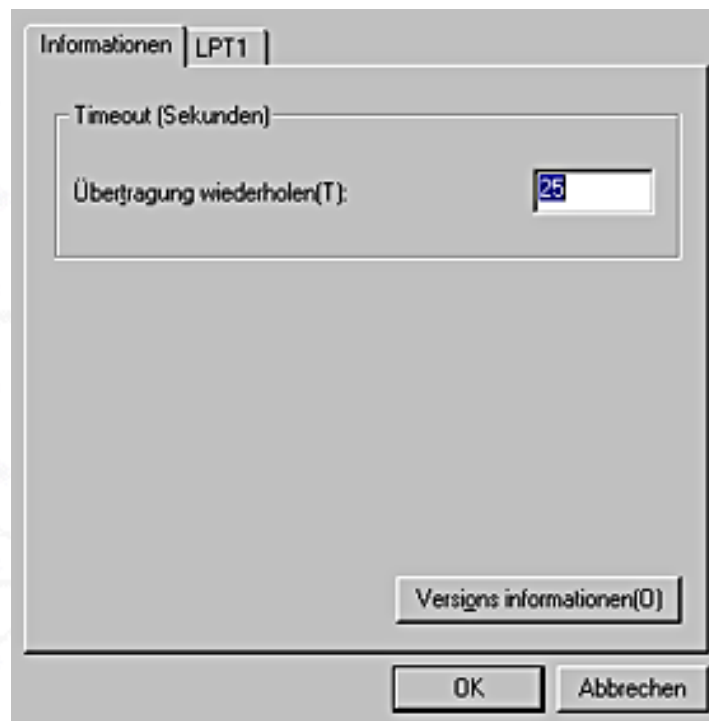 Informationen LPT1
Timeout (Sekunden)
Übertragung wiederholen(T): 25
Versions informationen(O)
OK Abbrechen